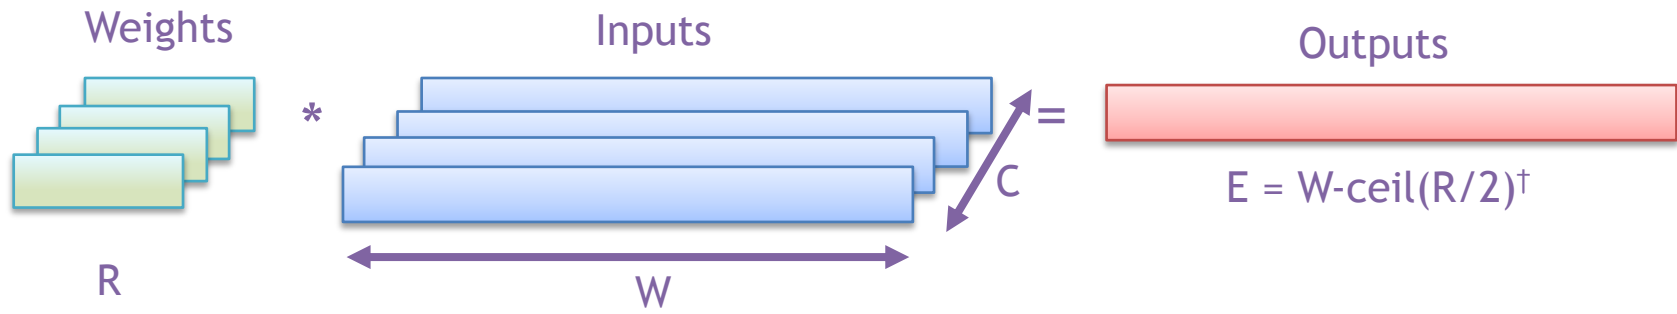 Weights
Inputs
Outputs
*
=
C
E = W-ceil(R/2)†
R
W